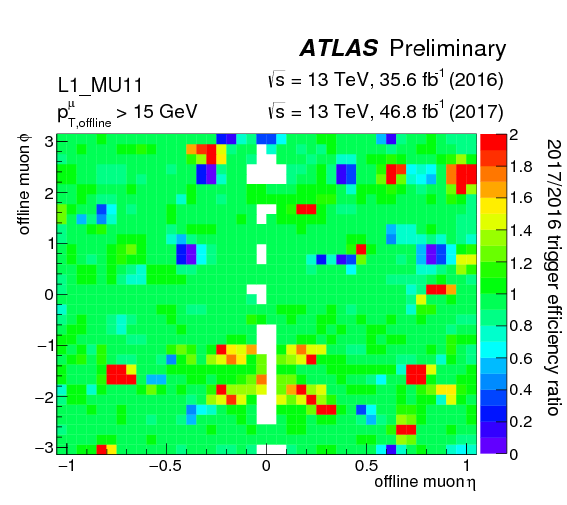 ATLAS Preliminary
L1_MU11
√s = 13 TeV, 35.6 fb⁻¹ (2016)
p^μ_T,offline > 15 GeV
√s = 13 TeV, 46.8 fb⁻¹ (2017)
offline muon ϕ
3
2
1
0
−1
−2
−3
−1
−0.5
0
0.5
1
offline muon η
2
1.8
1.6
1.4
1.2
1
0.8
0.6
0.4
0.2
0
2017/2016 trigger efficiency ratio